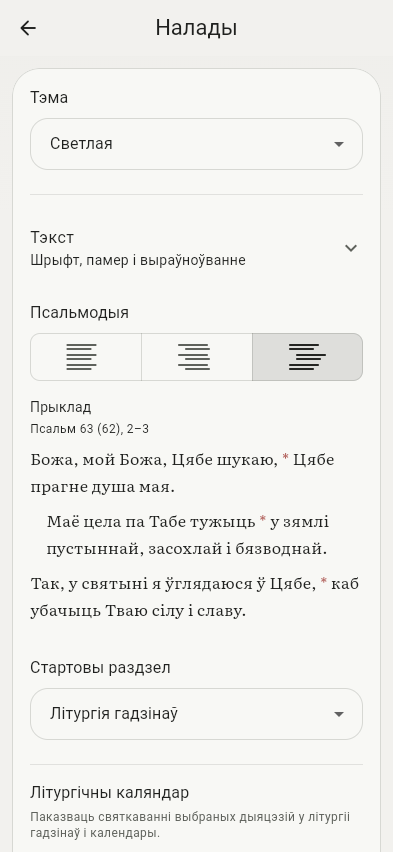 Налады
Тэма
Светлая
Тэкст
Шрыфт, памер і выраўноўванне
Псальмодыя
Прыклад
Псальм 63 (62), 2–3
Божа, мой Божа, Цябе шукаю, * Цябе
прагне душа мая.
Маё цела па Табе тужыць * у зямлі
пустыннай, засохлай і бязводнай.
Так, у святыні я ўглядаюся ў Цябе, * каб
убачыць Тваю сілу і славу.
Стартовы раздзел
Літургія гадзінаў
Літургічны каляндар
Паказваць святкаванні выбраных дыяцэзій у літургіі
гадзінаў і календары.